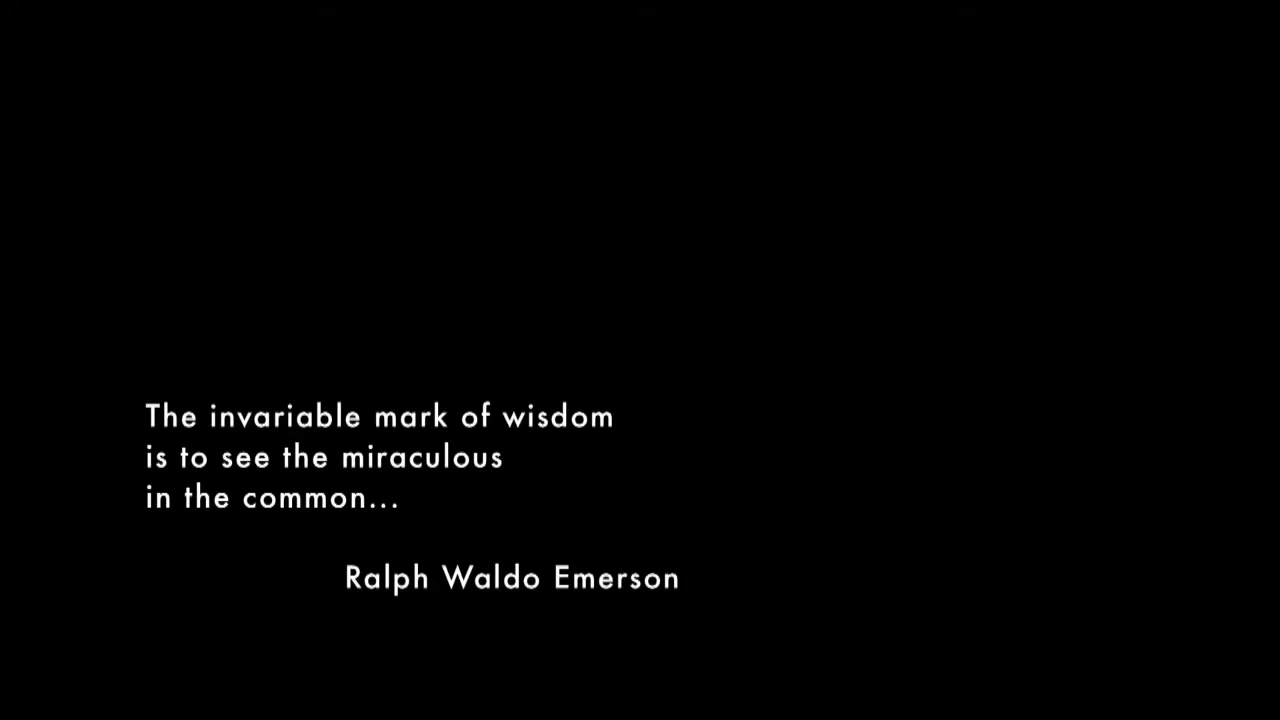 The invariable mark of wisdom
is to see the miraculous
in the common...
Ralph Waldo Emerson